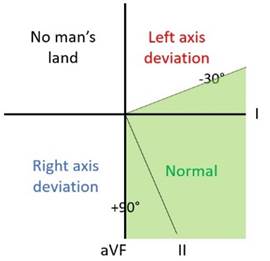 No man's
land
Left axis
deviation
-30°
I
Right axis
deviation
Normal
+90°
aVF
II